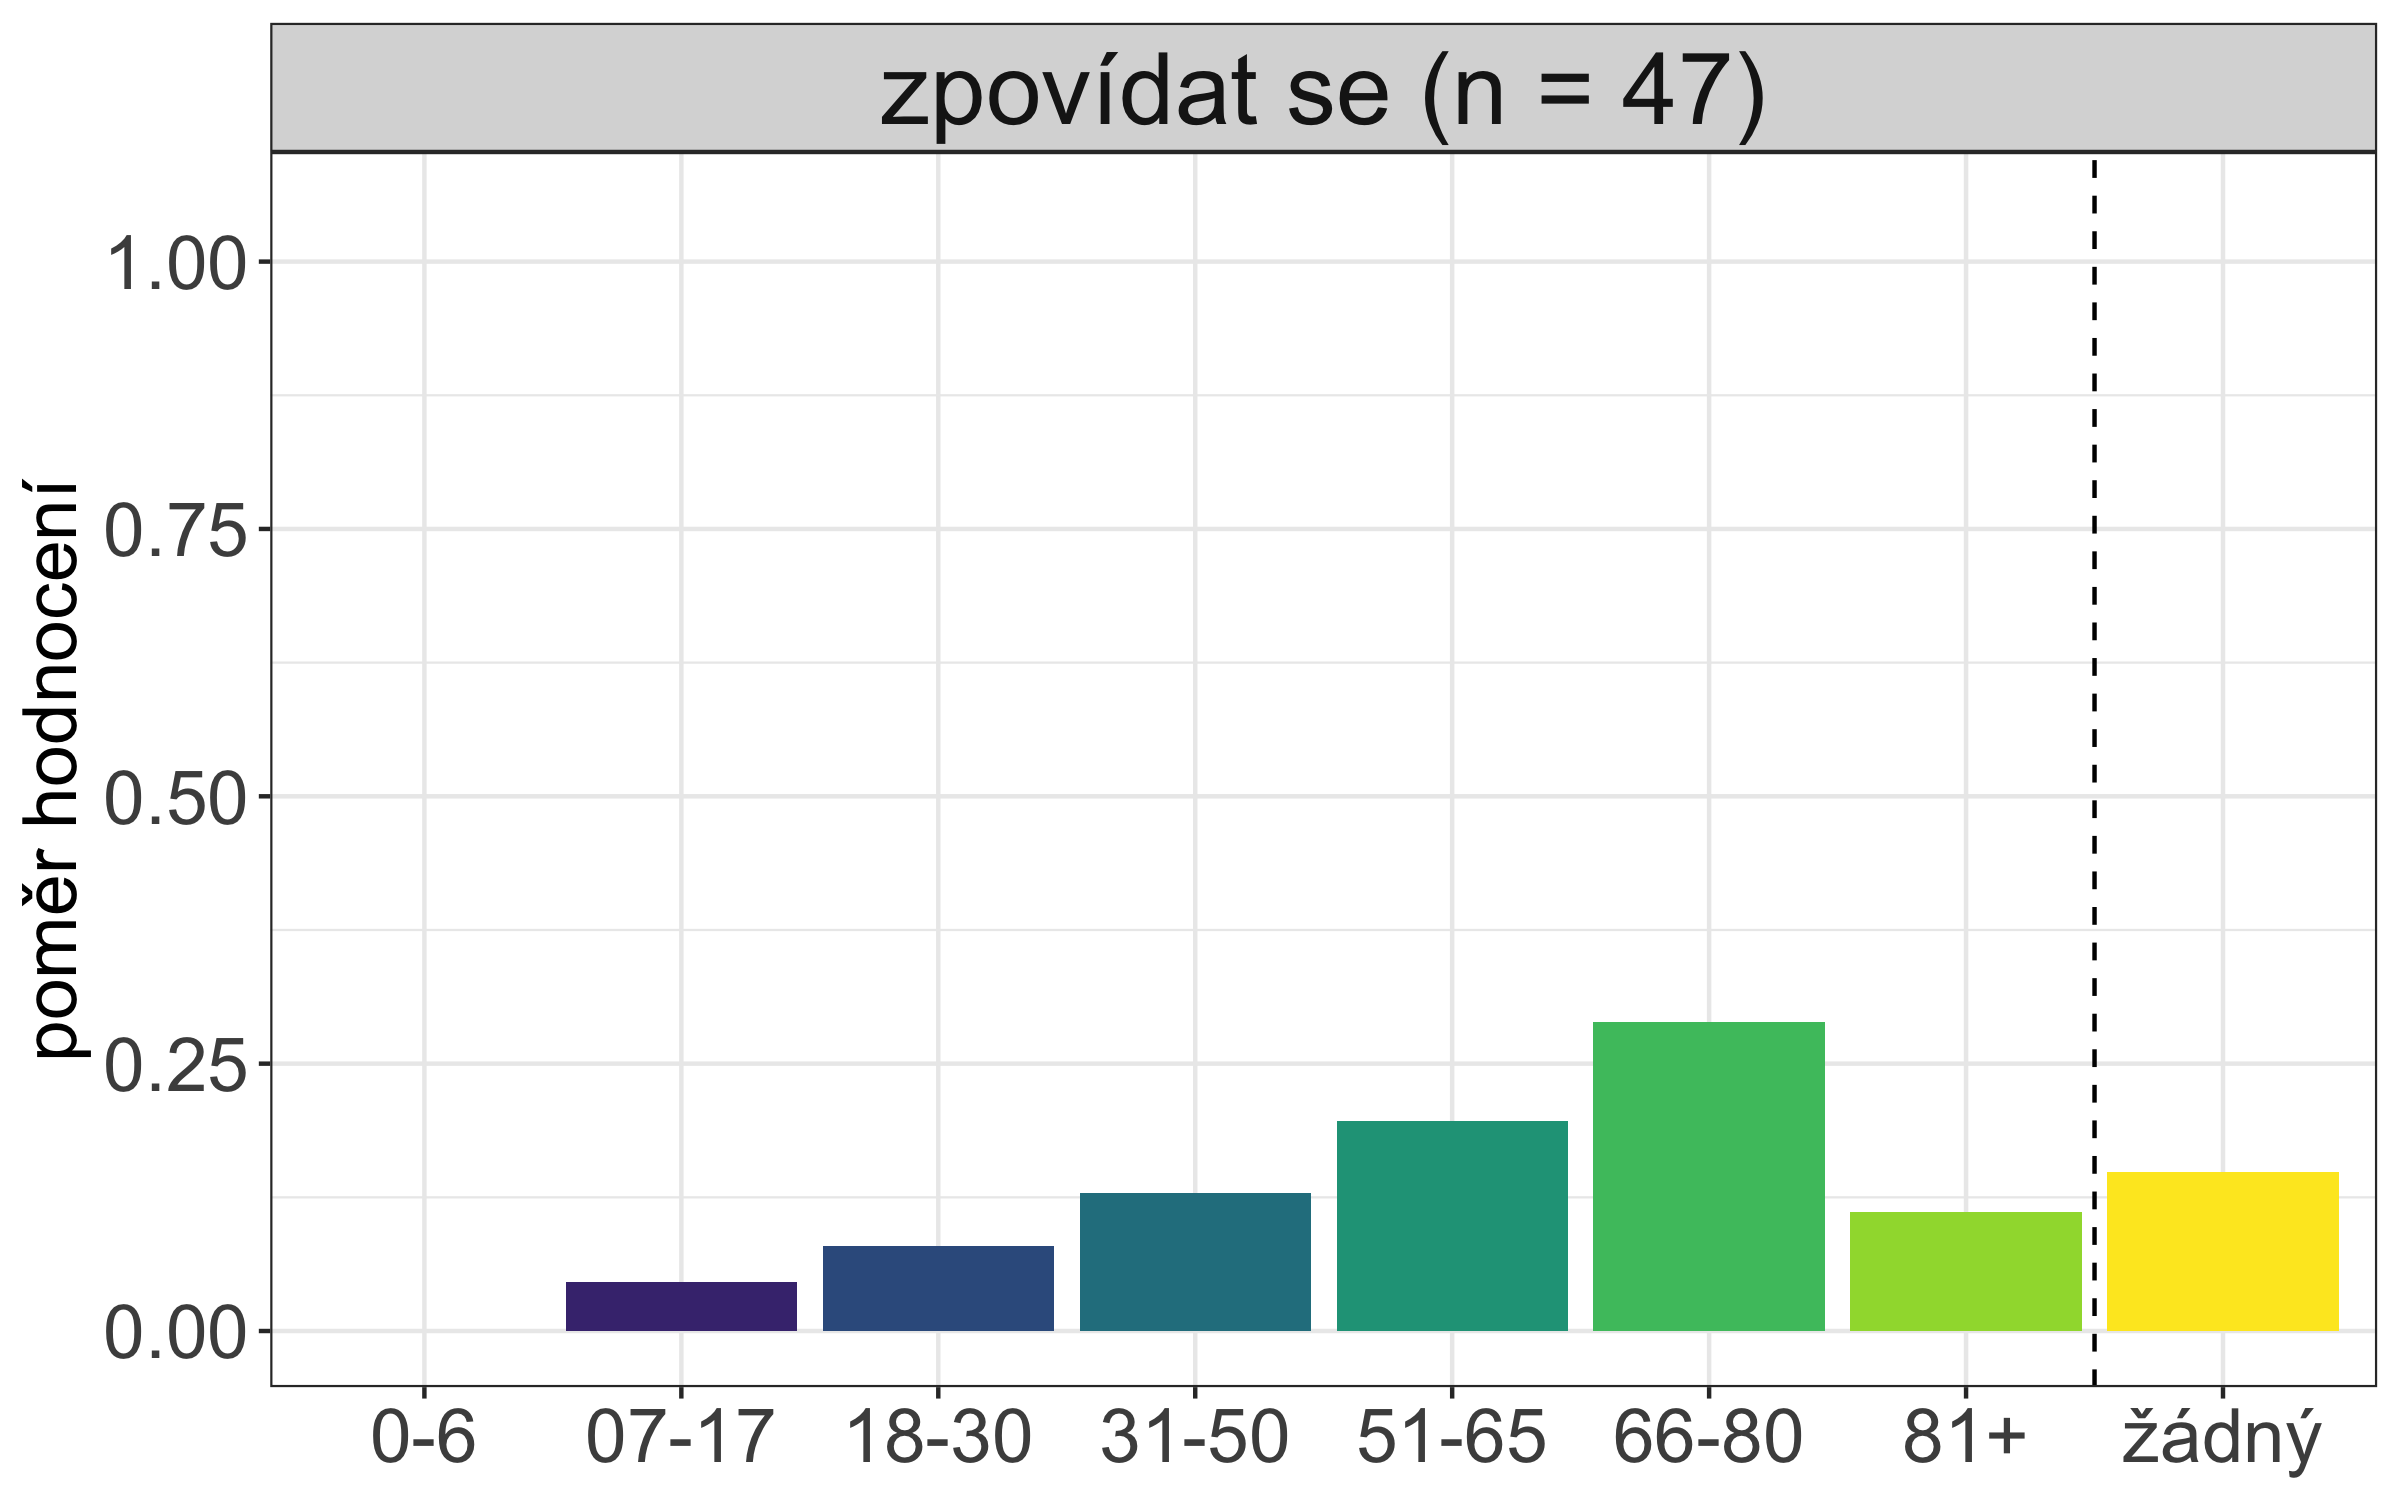 zpovídat se (n = 47)
poměr hodnocení
1.00
0.75
0.50
0.25
0.00
0-6 07-17 18-30 31-50 51-65 66-80 81+ žádný